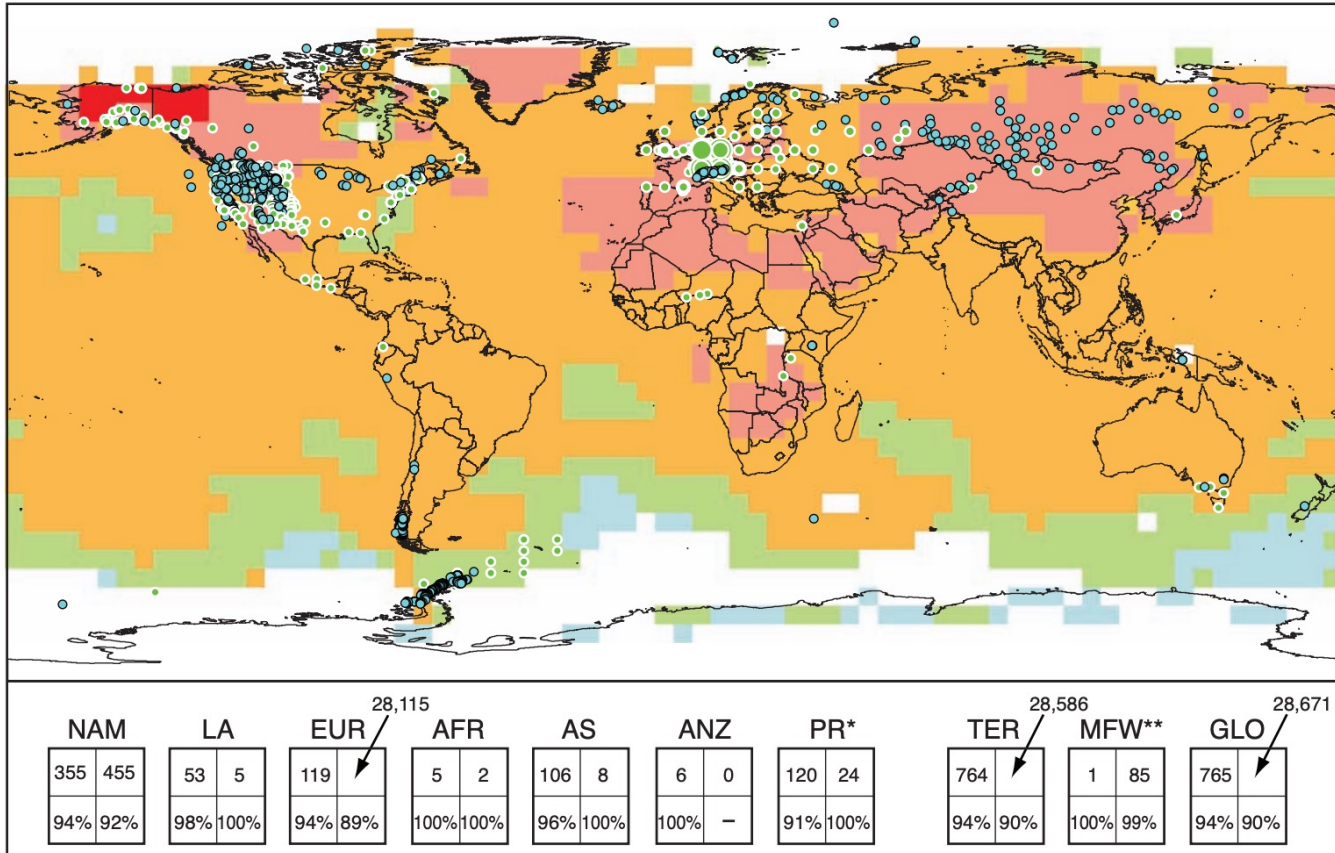 28,115 28,586 28,671
NAM LA EUR AFR AS ANZ PR* TER MFW** GLO
355 455 53 5 119 5 2 106 8 6 0 120 24 764 1 85 765
94% 92% 98% 100% 94% 89% 100% 100% 96% 100% 100% – 91% 100% 94% 90% 100% 99% 94% 90%